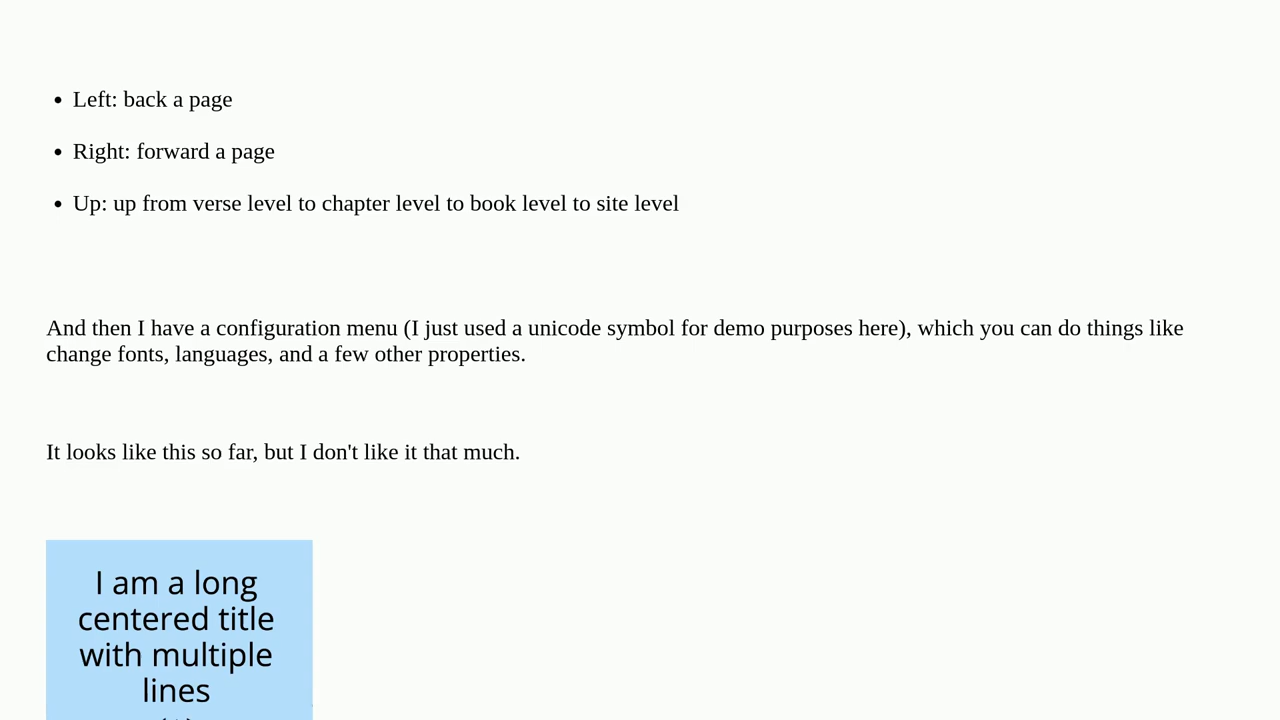 Left: back a page
Right: forward a page
Up: up from verse level to chapter level to book level to site level
And then I have a configuration menu (I just used a unicode symbol for demo purposes here), which you can do things like
change fonts, languages, and a few other properties.
It looks like this so far, but I don't like it that much.
I am a long
centered title
with multiple
lines